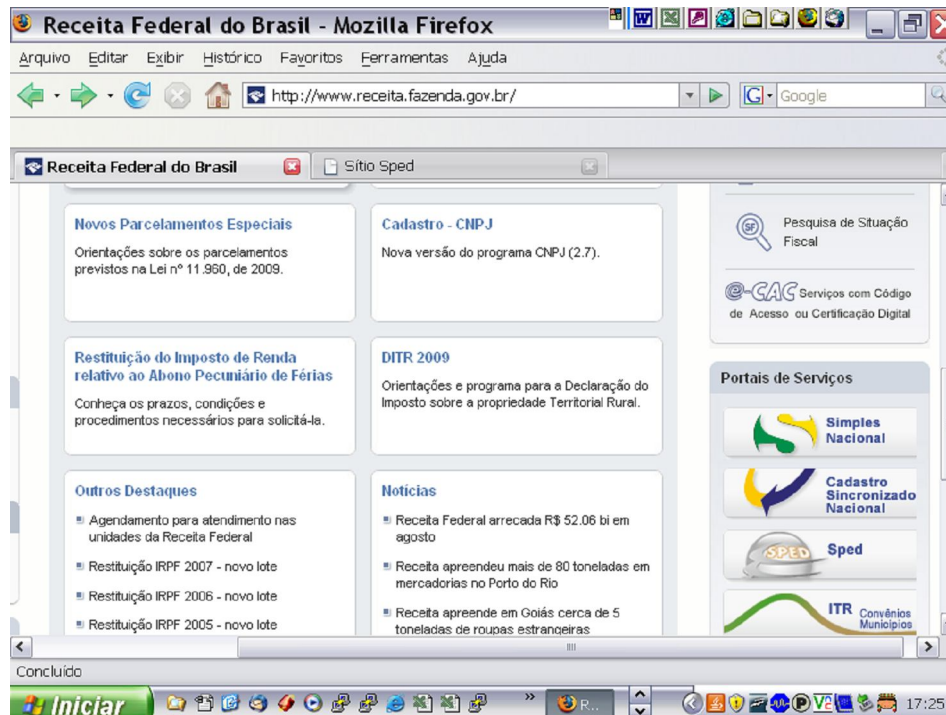 Receita Federal do Brasil - Mozilla Firefox
Arquivo Editar Exibir Histórico Favoritos Ferramentas Ajuda
http://www.receita.fazenda.gov.br/
G Google
Receita Federal do Brasil
Sítio Sped
Novos Parcelamentos Especiais
Orientações sobre os parcelamentos
previstos na Lei nº 11.960, de 2009.
Cadastro - CNPJ
Nova versão do programa CNPJ (2.7).
Restituição do Imposto de Renda
relativo ao Abono Pecuniário de Férias
Conheça os prazos, condições e
procedimentos necessários para solicitá-la.
DITR 2009
Orientações e programa para a Declaração do
Imposto sobre a propriedade Territorial Rural.
Outros Destaques
Agendamento para atendimento nas
unidades da Receita Federal
Restituição IRPF 2007 - novo lote
Restituição IRPF 2006 - novo lote
Restituição IRPF 2005 - novo lote
Notícias
Receita Federal arrecada R$ 52.06 bi em
agosto
Receita apreendeu mais de 80 toneladas em
mercadorias no Porto do Rio
Receita apreende em Goiás cerca de 5
toneladas de roupas estrangeiras
SF
Pesquisa de Situação
Fiscal
e-CAC Serviços com Código
de Acesso ou Certificação Digital
Portais de Serviços
Simples
Nacional
Cadastro
Sincronizado
Nacional
SPED
Sped
ITR Convênios
Municípios
Concluído
Iniciar
R...
17:25